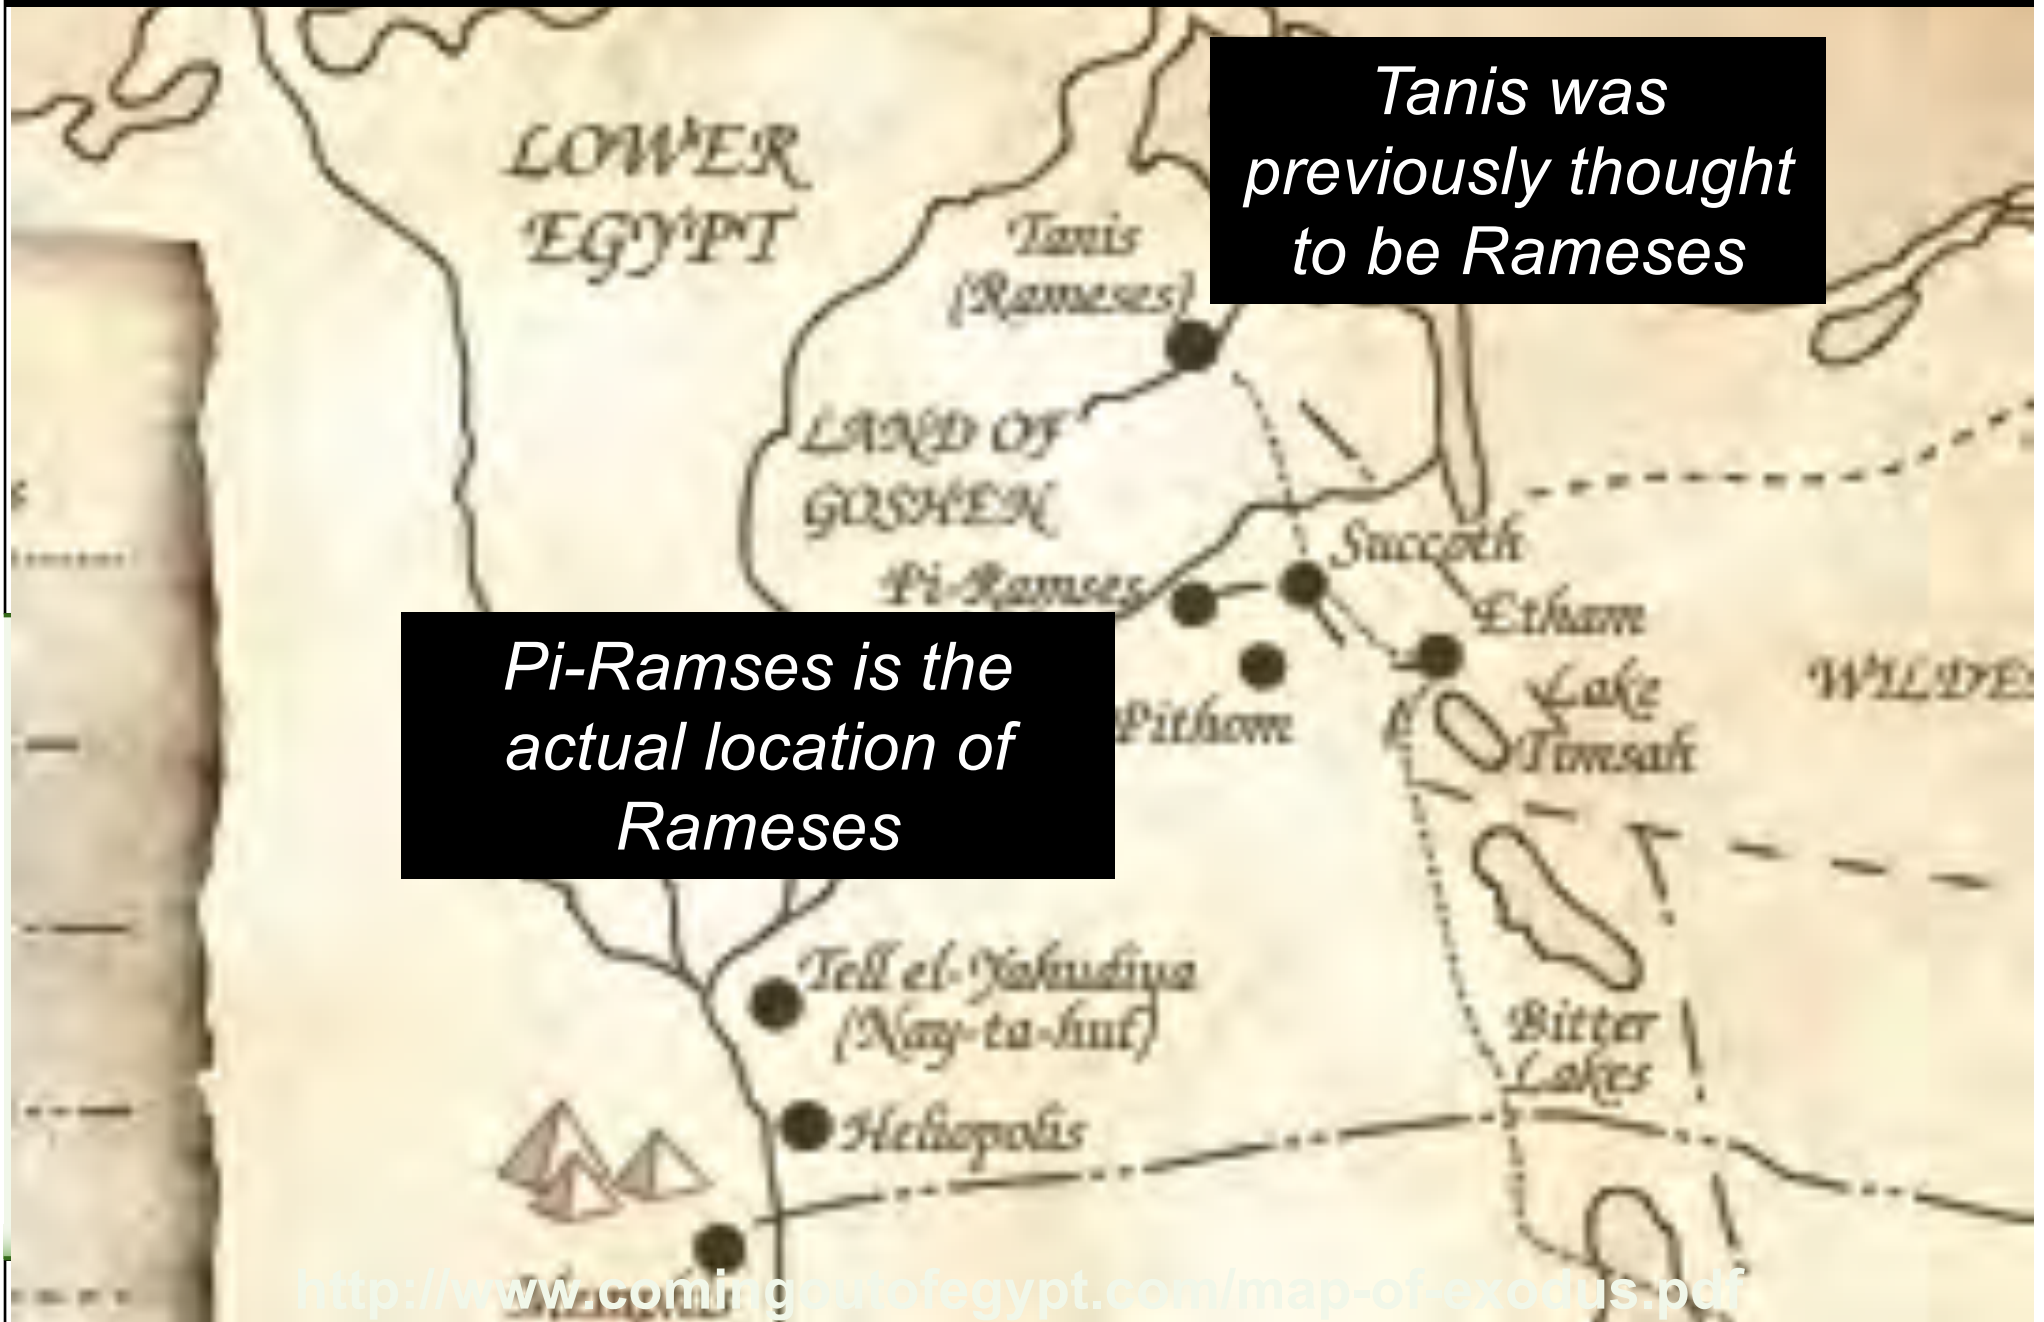 Tanis was
previously thought
to be Rameses
LOWER
EGYPT
Tanis
(Rameses)
LAND OF
GOSHEN
Succoth
Pi-Ramses
Etham
Pi-Ramses is the
actual location of
Rameses
Lake
Timsah
WILDE
Pithom
Tell el-Yahudiya
(Nay-ta-hut)
Bitter
Lakes
Heliopolis
http://www.comingoutofegypt.com/map-of-exodus.pdf